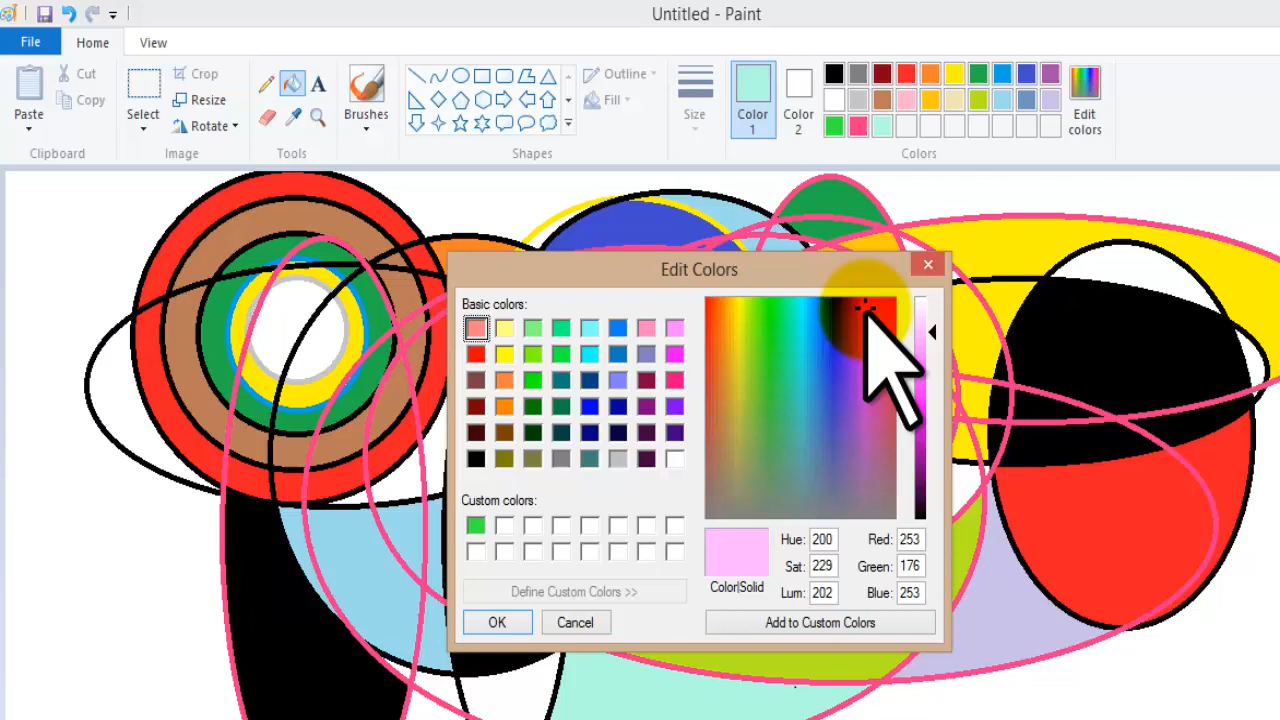 Untitled - Paint
File Home View
Paste
Cut
Copy
Clipboard
Select
Crop
Resize
Rotate
Image
A
Tools
Brushes
Shapes
Outline
Fill
Size
Color 1
Color 2
Edit colors
Colors
Edit Colors
Basic colors:
Custom colors:
Define Custom Colors >>
OK Cancel
Color|Solid
Hue: 200 Red: 253
Sat: 229 Green: 176
Lum: 202 Blue: 253
Add to Custom Colors